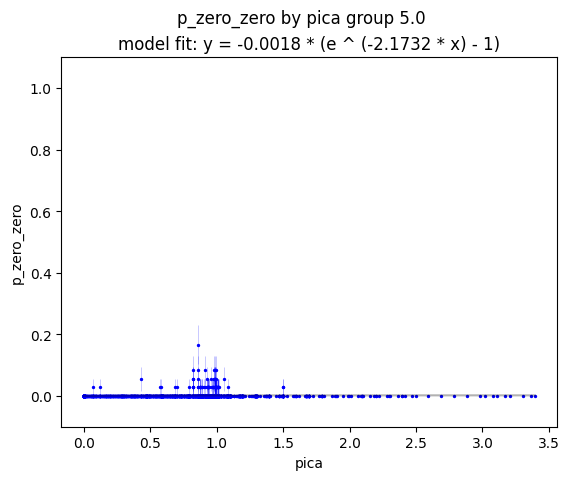 p_zero_zero by pica group 5.0
model fit: y = -0.0018 * (e ^ (-2.1732 * x) - 1)
1.0
0.8
0.6
0.4
0.2
0.0
p_zero_zero
0.0 0.5 1.0 1.5 2.0 2.5 3.0 3.5
pica